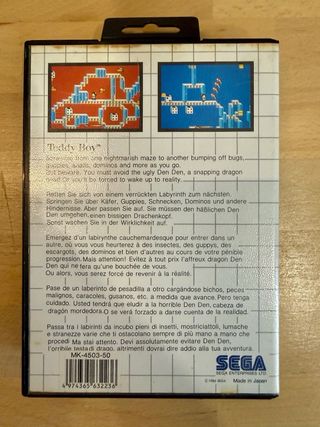 Teddy Boy™
Somersault from one nightmarish maze to another bumping off bugs,
guppies, snails, dominos and more as you go.
But beware. You must avoid the ugly Den Den, a snapping dragon
head! Or you'll be forced to wake up to reality.
Retten Sie sich von einem verrückten Labyrinth zum nächsten.
Springen Sie über Käfer, Guppies, Schnecken, Dominos und andere
Hindernisse. Aber passen Sie auf. Sie müssen den häßlichen Den
Den umgehen, einen bissigen Drachenkopf.
Sonst wachen Sie in der Wirklichkeit auf.
Emergez d'un labyrinthe cauchemardesque pour entrer dans un
autre, où vous vous heurterez à des insectes, des guppys, des
escargots, des dominos et bien d'autres au cours de votre pénible
progression. Mais attention! Evitez à tout prix l'affreux dragon Den
Den qui ne fera qu'une bouchée de vous.
Ou alors, vous serez forcé de revenir à la réalité.
Pase de un laberinto de pesadilla a otro cargándose bichos, peces
malignos, caracoles, gusanos, etc. a medida que avance. Pero tenga
cuidado. Usted tendrá que eludir a la horrible Den Den, cabeza de
dragón mordedora. O se verá forzado a darse cuenta de la realidad.
Passa tra i labirinti da incubo pieni di insetti, mostriciattoli, lumache
e stranezze varie che ti ostacolano sempre di più mano a mano che
procedi! Ma stai attento. Devi assolutamente evitare Den Den,
l'orribile testa di drago, altrimenti dovrai dire addio alla tua avventura.
MK-4503-50
4 974365 632236
SEGA
SEGA ENTERPRISES LTD.
Made in Japan